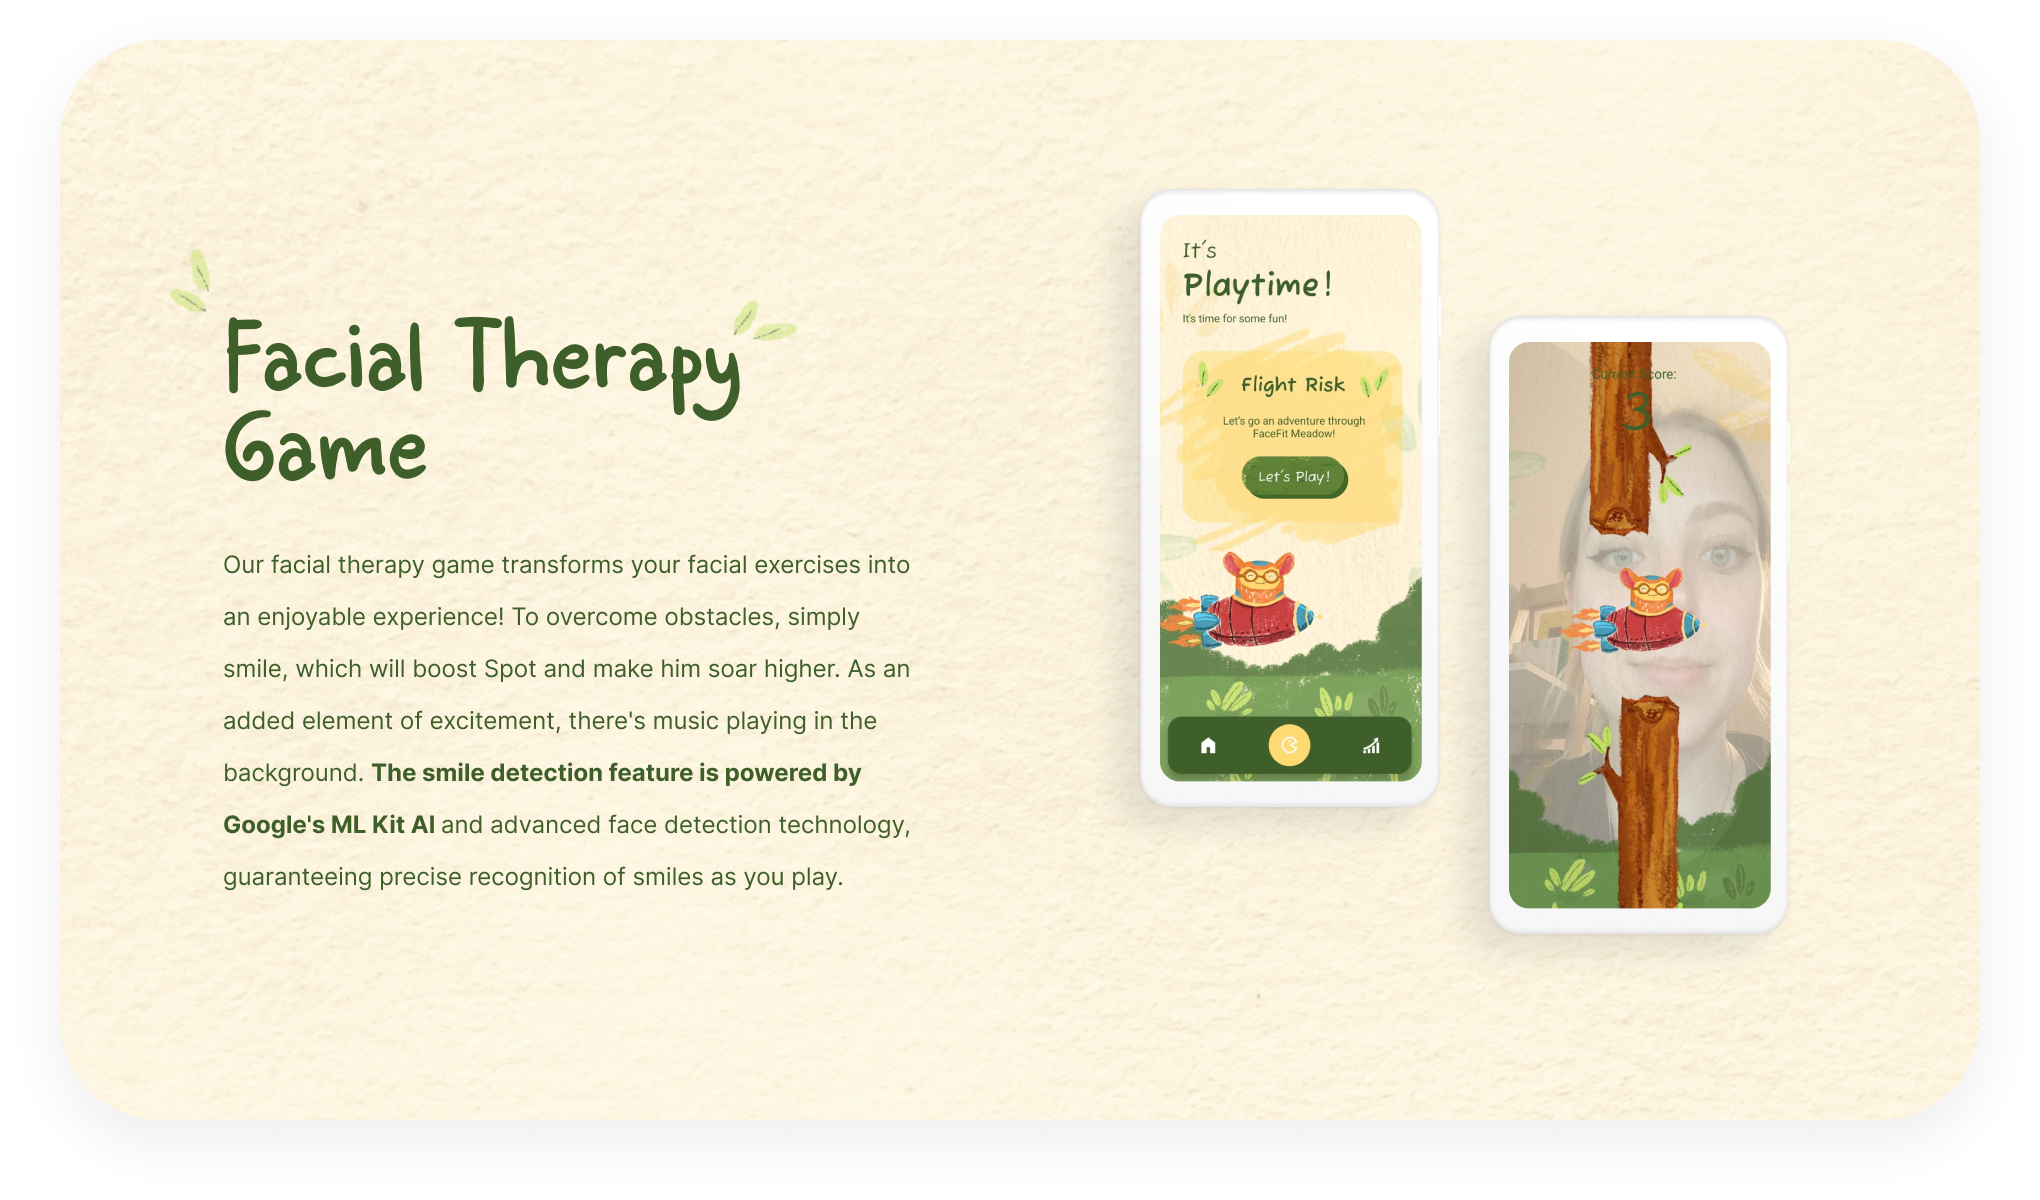 Facial Therapy
Game
Our facial therapy game transforms your facial exercises into
an enjoyable experience! To overcome obstacles, simply
smile, which will boost Spot and make him soar higher. As an
added element of excitement, there's music playing in the
background. The smile detection feature is powered by
Google's ML Kit AI and advanced face detection technology,
guaranteeing precise recognition of smiles as you play.
It's
Playtime!
It's time for some fun!
Flight Risk
Let's go an adventure through
FaceFit Meadow!
Let's Play!
Current Score:
3